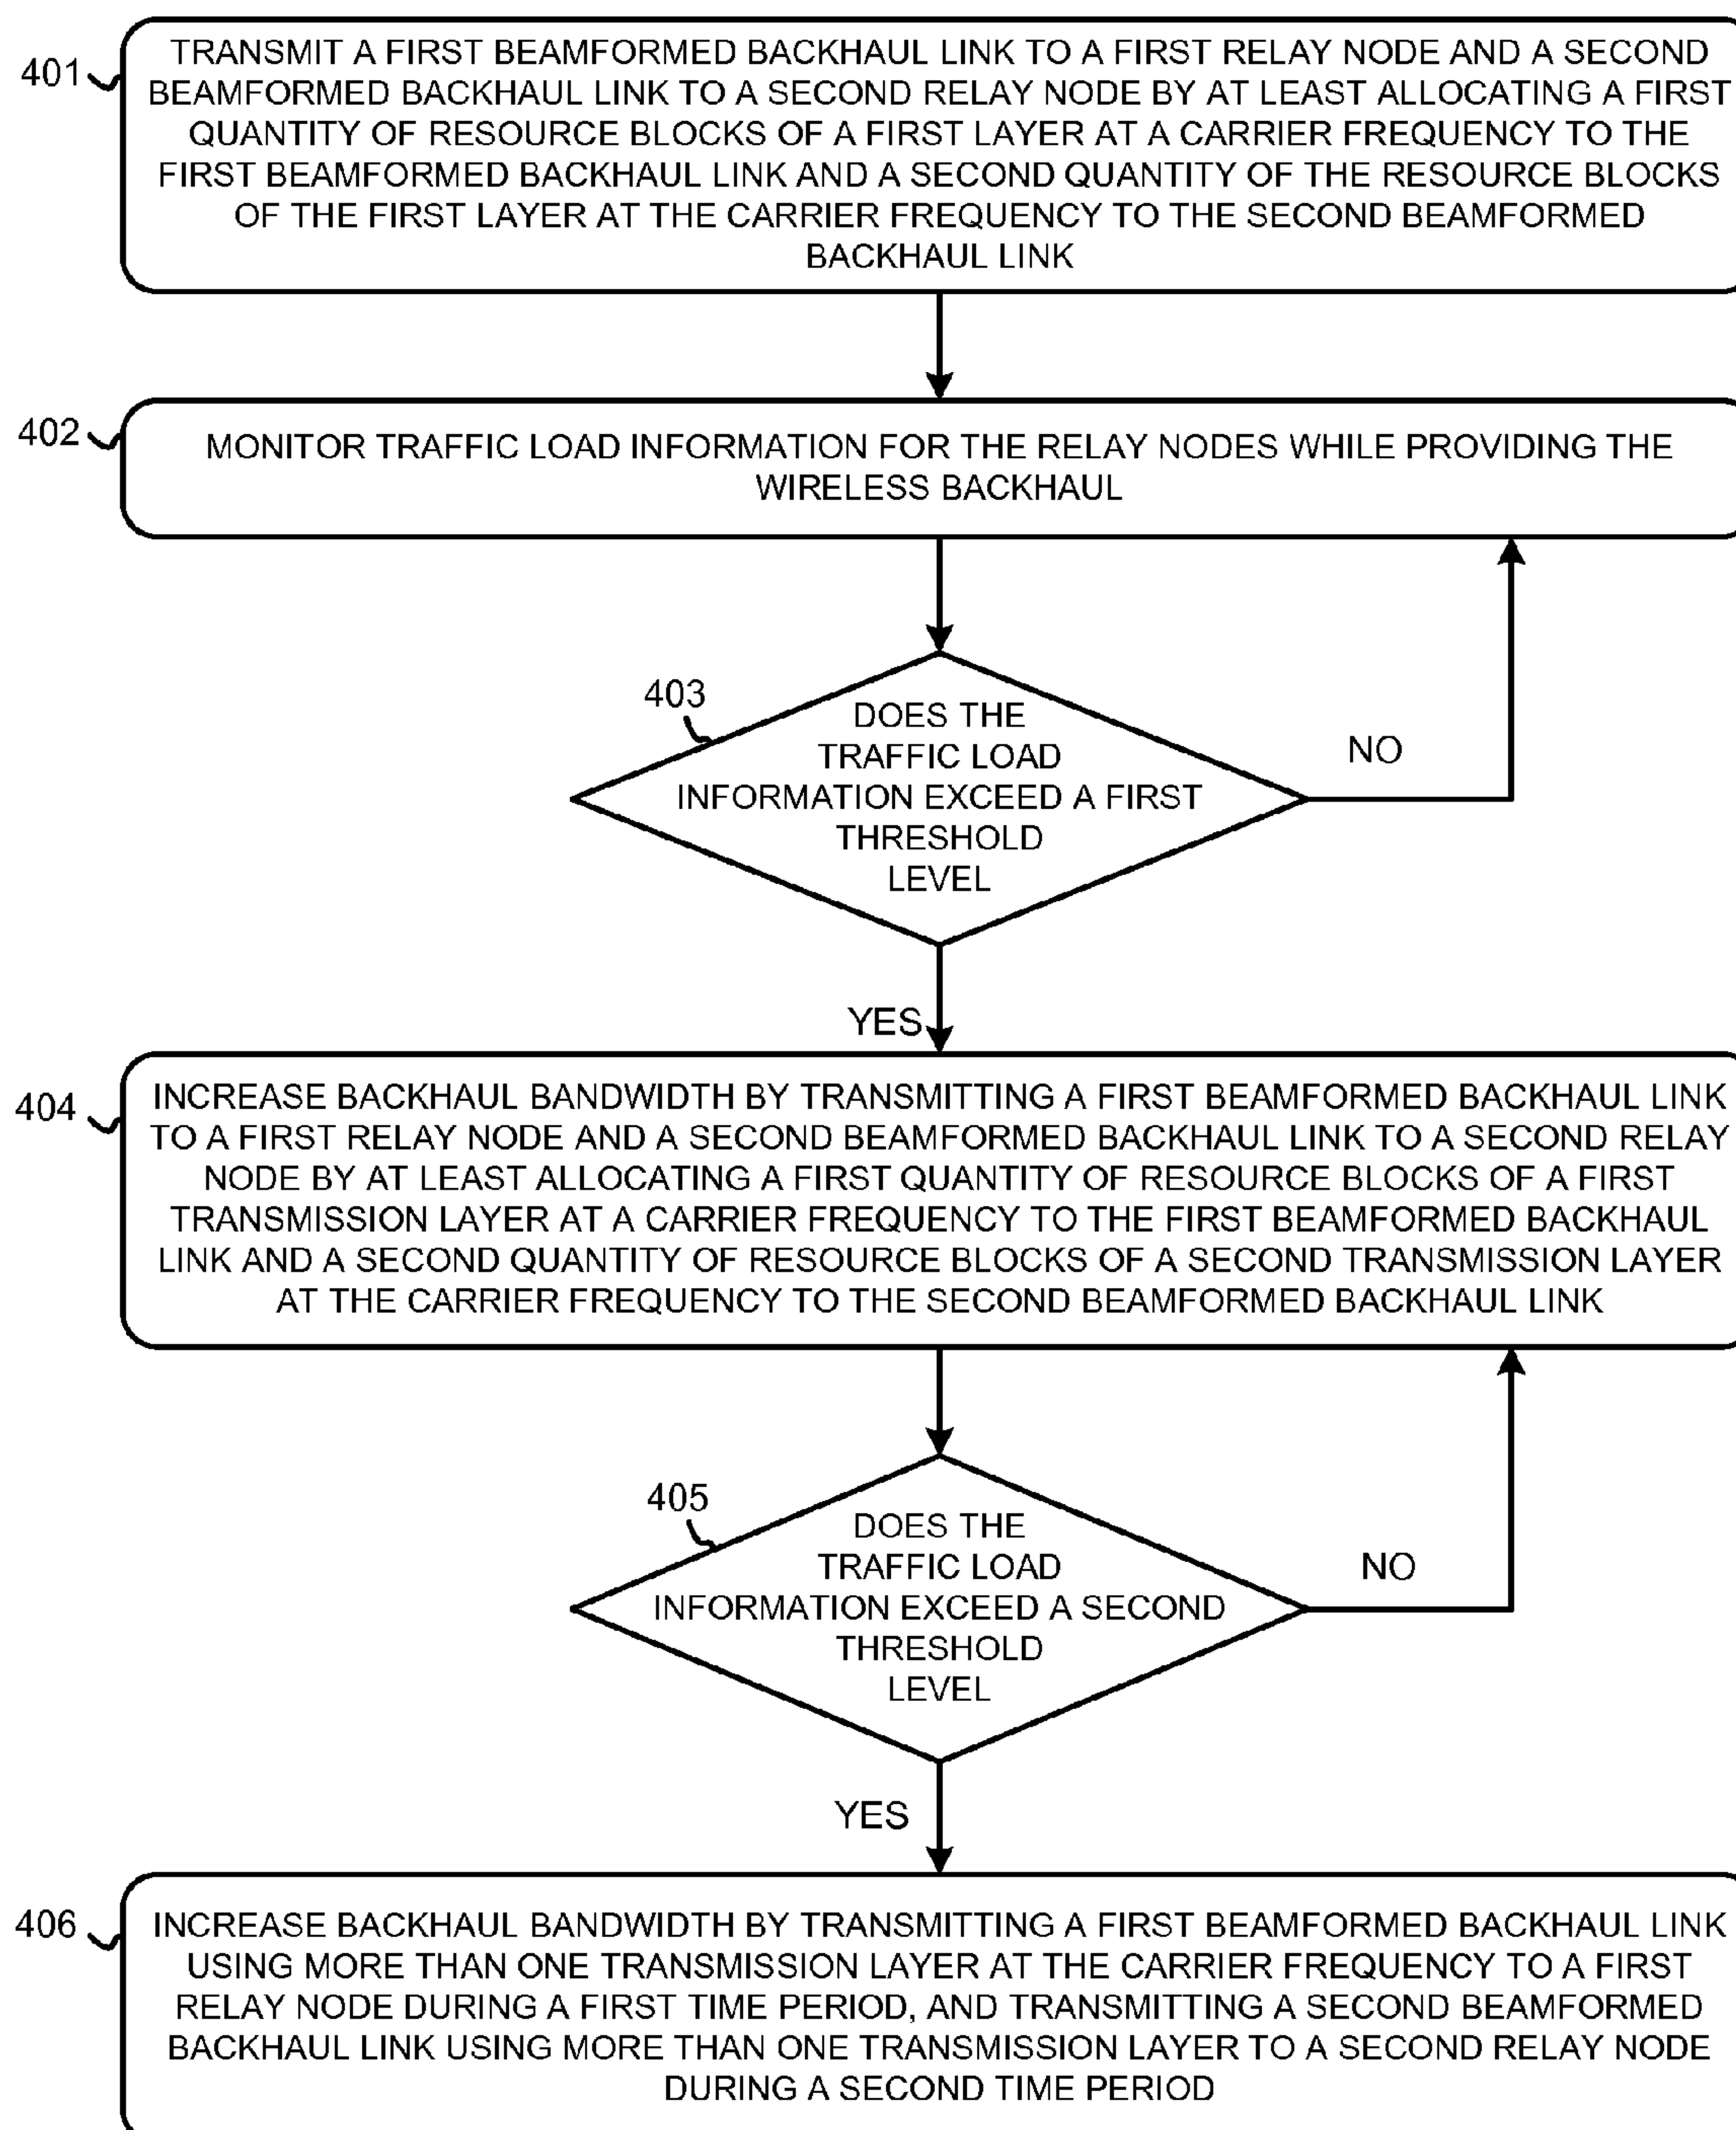 401
TRANSMIT A FIRST BEAMFORMED BACKHAUL LINK TO A FIRST RELAY NODE AND A SECOND
BEAMFORMED BACKHAUL LINK TO A SECOND RELAY NODE BY AT LEAST ALLOCATING A FIRST
QUANTITY OF RESOURCE BLOCKS OF A FIRST LAYER AT A CARRIER FREQUENCY TO THE
FIRST BEAMFORMED BACKHAUL LINK AND A SECOND QUANTITY OF THE RESOURCE BLOCKS
OF THE FIRST LAYER AT THE CARRIER FREQUENCY TO THE SECOND BEAMFORMED
BACKHAUL LINK
402
MONITOR TRAFFIC LOAD INFORMATION FOR THE RELAY NODES WHILE PROVIDING THE
WIRELESS BACKHAUL
403
DOES THE
TRAFFIC LOAD
INFORMATION EXCEED A FIRST
THRESHOLD
LEVEL
NO
YES
404
INCREASE BACKHAUL BANDWIDTH BY TRANSMITTING A FIRST BEAMFORMED BACKHAUL LINK
TO A FIRST RELAY NODE AND A SECOND BEAMFORMED BACKHAUL LINK TO A SECOND RELAY
NODE BY AT LEAST ALLOCATING A FIRST QUANTITY OF RESOURCE BLOCKS OF A FIRST
TRANSMISSION LAYER AT A CARRIER FREQUENCY TO THE FIRST BEAMFORMED BACKHAUL
LINK AND A SECOND QUANTITY OF RESOURCE BLOCKS OF A SECOND TRANSMISSION LAYER
AT THE CARRIER FREQUENCY TO THE SECOND BEAMFORMED BACKHAUL LINK
405
DOES THE
TRAFFIC LOAD
INFORMATION EXCEED A SECOND
THRESHOLD
LEVEL
NO
YES
406
INCREASE BACKHAUL BANDWIDTH BY TRANSMITTING A FIRST BEAMFORMED BACKHAUL LINK
USING MORE THAN ONE TRANSMISSION LAYER AT THE CARRIER FREQUENCY TO A FIRST
RELAY NODE DURING A FIRST TIME PERIOD, AND TRANSMITTING A SECOND BEAMFORMED
BACKHAUL LINK USING MORE THAN ONE TRANSMISSION LAYER TO A SECOND RELAY NODE
DURING A SECOND TIME PERIOD